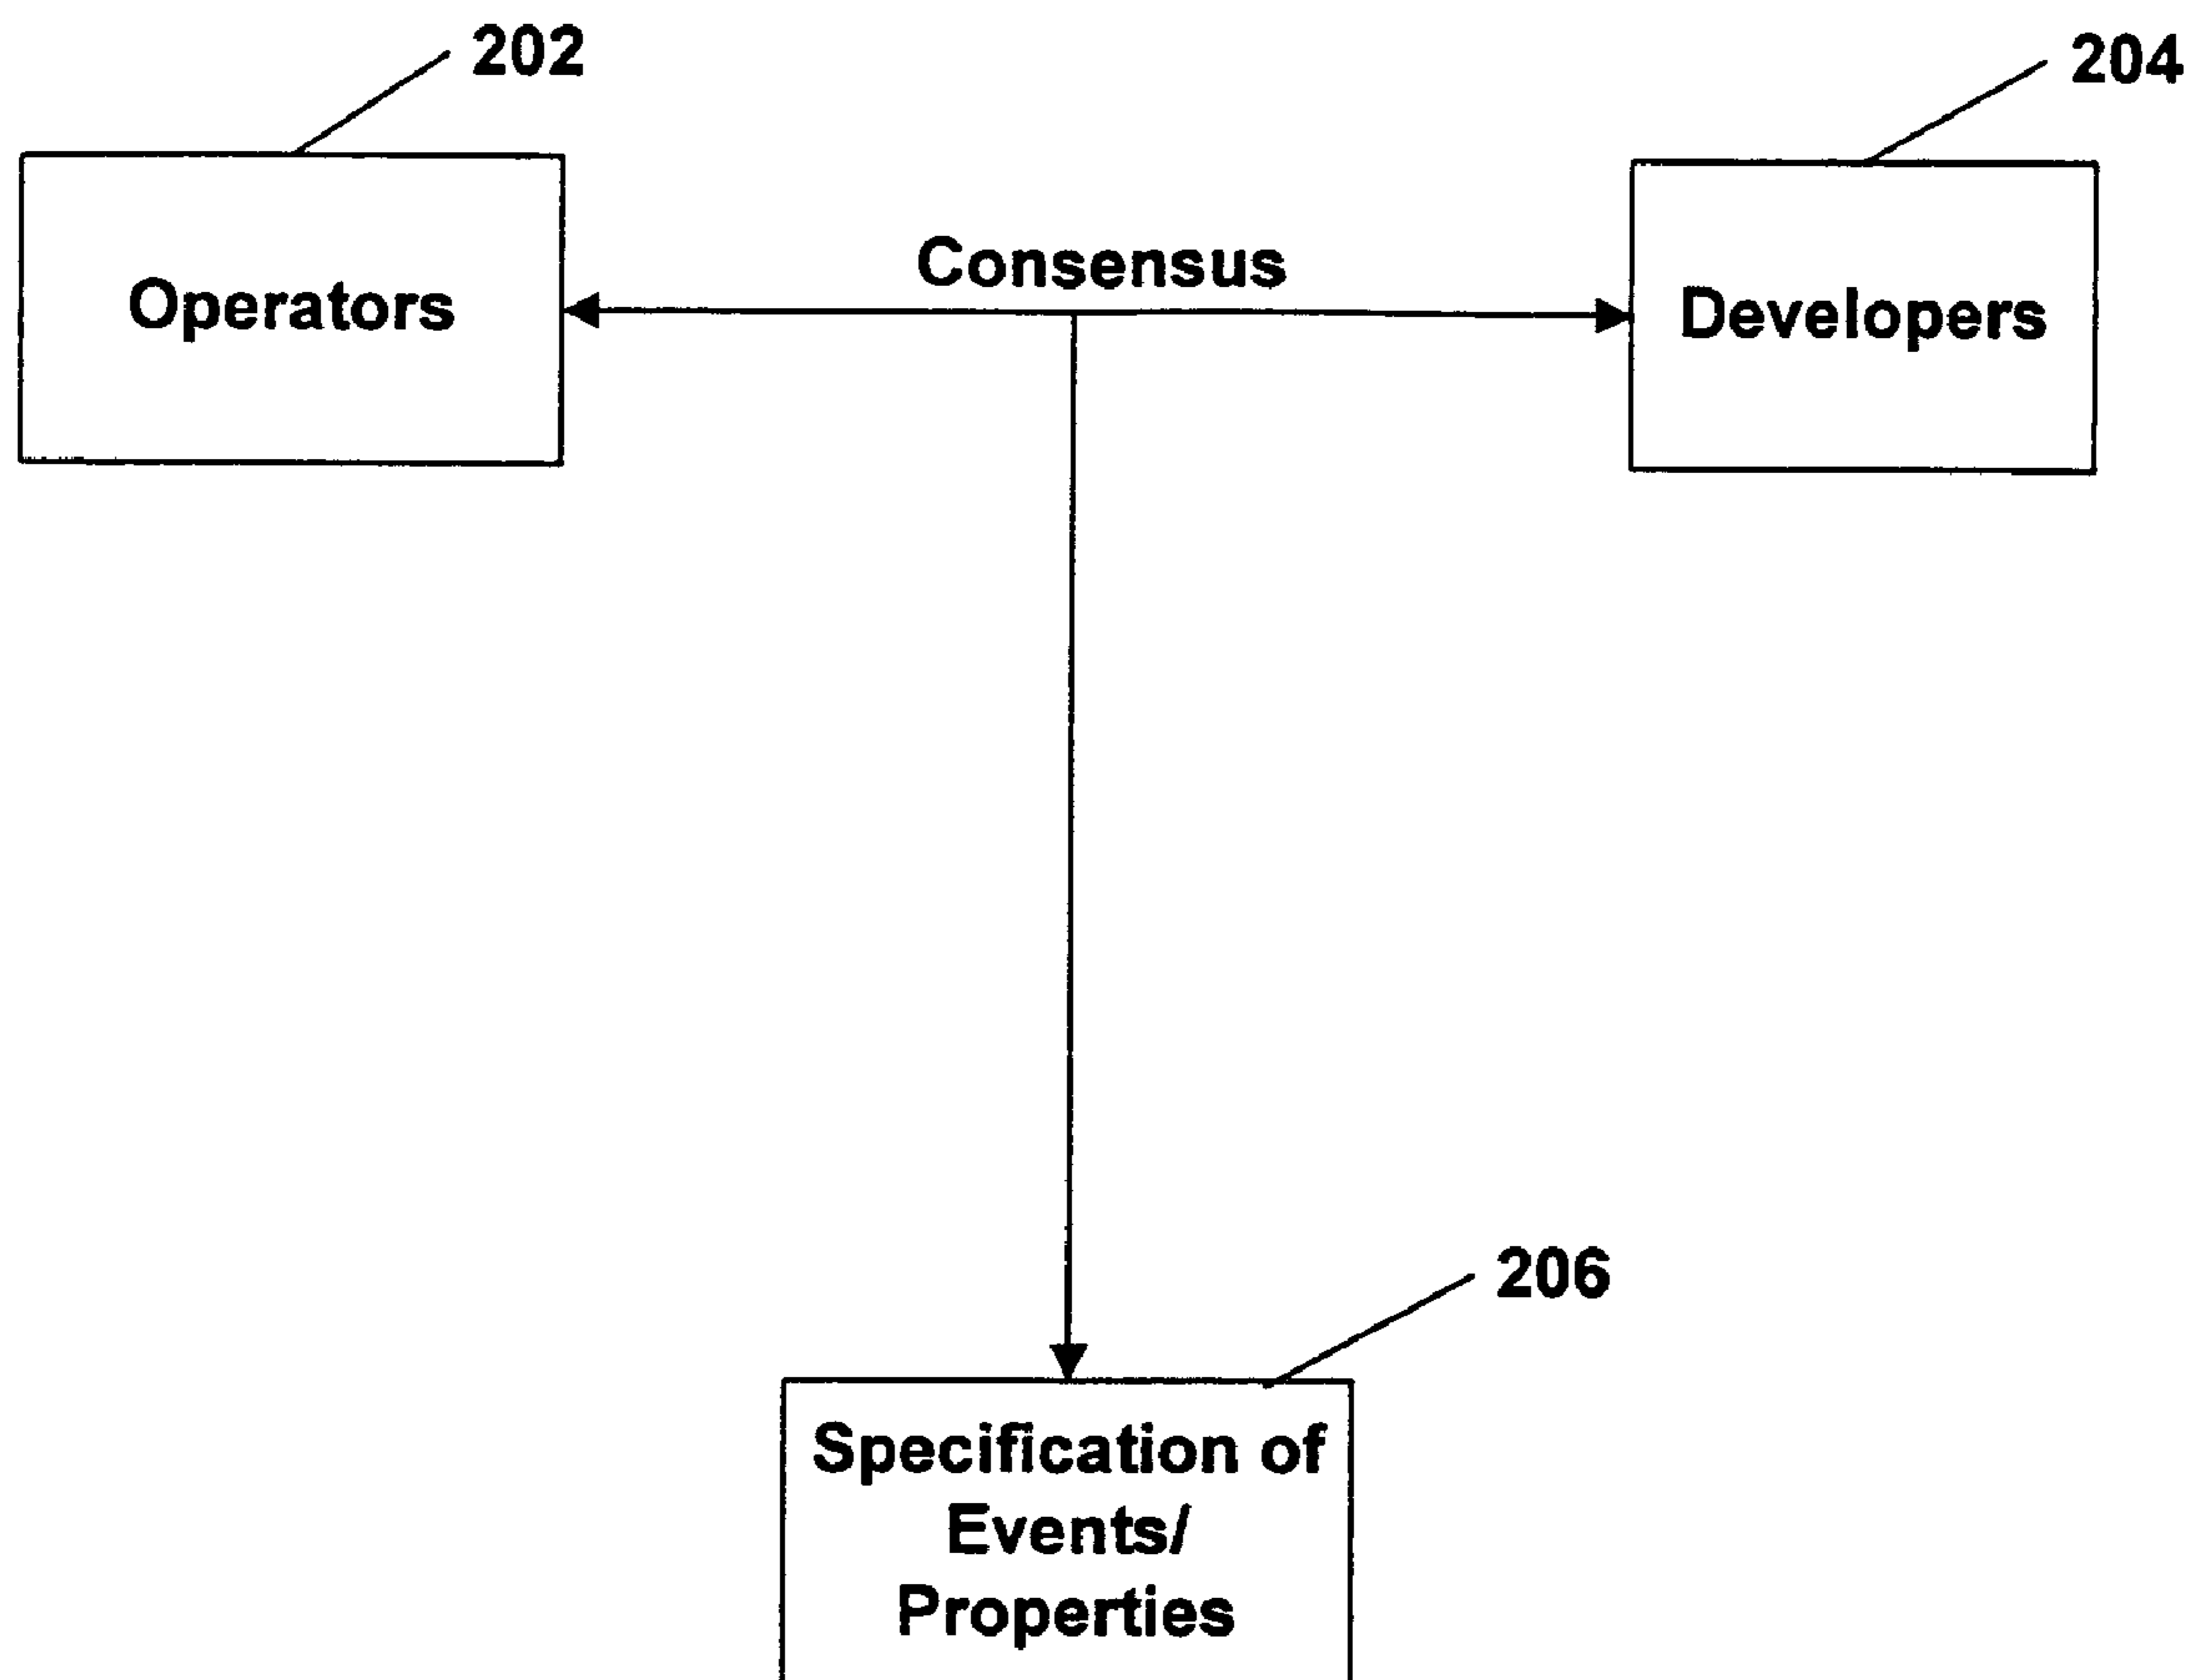 202
204
Consensus
Operators
Developers
206
Specification of
Events/
Properties